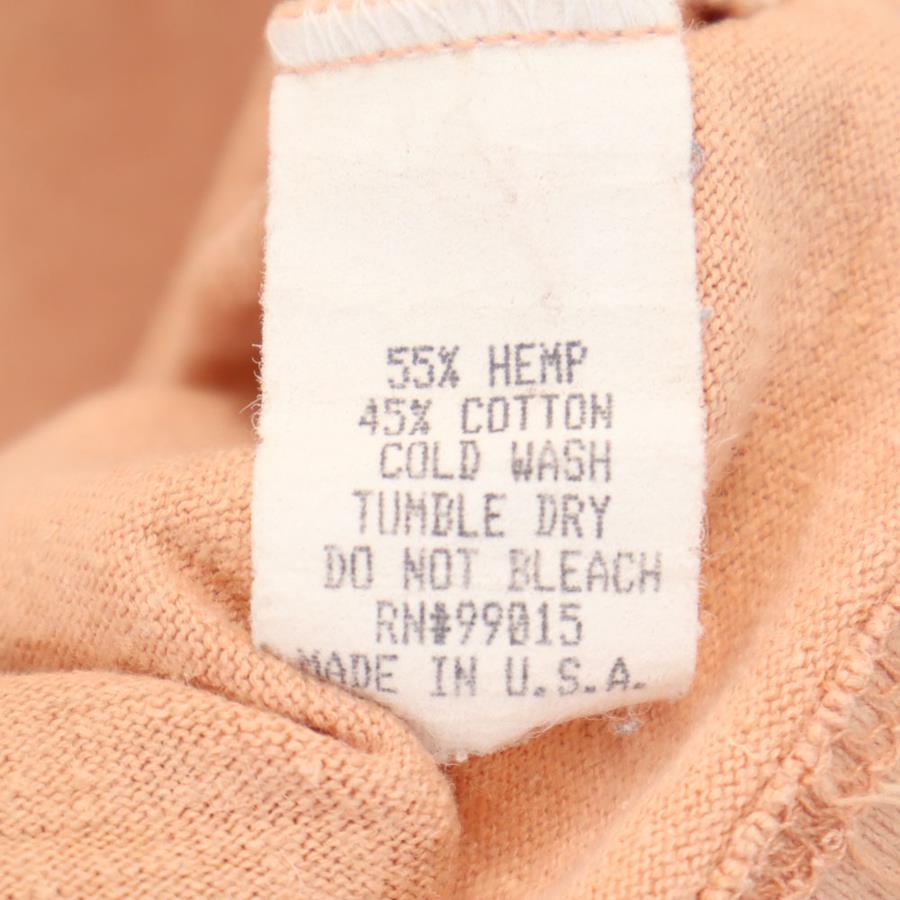 55% HEMP
45% COTTON
COLD WASH
TUMBLE DRY
DO NOT BLEACH
RN#99015
MADE IN U.S.A.